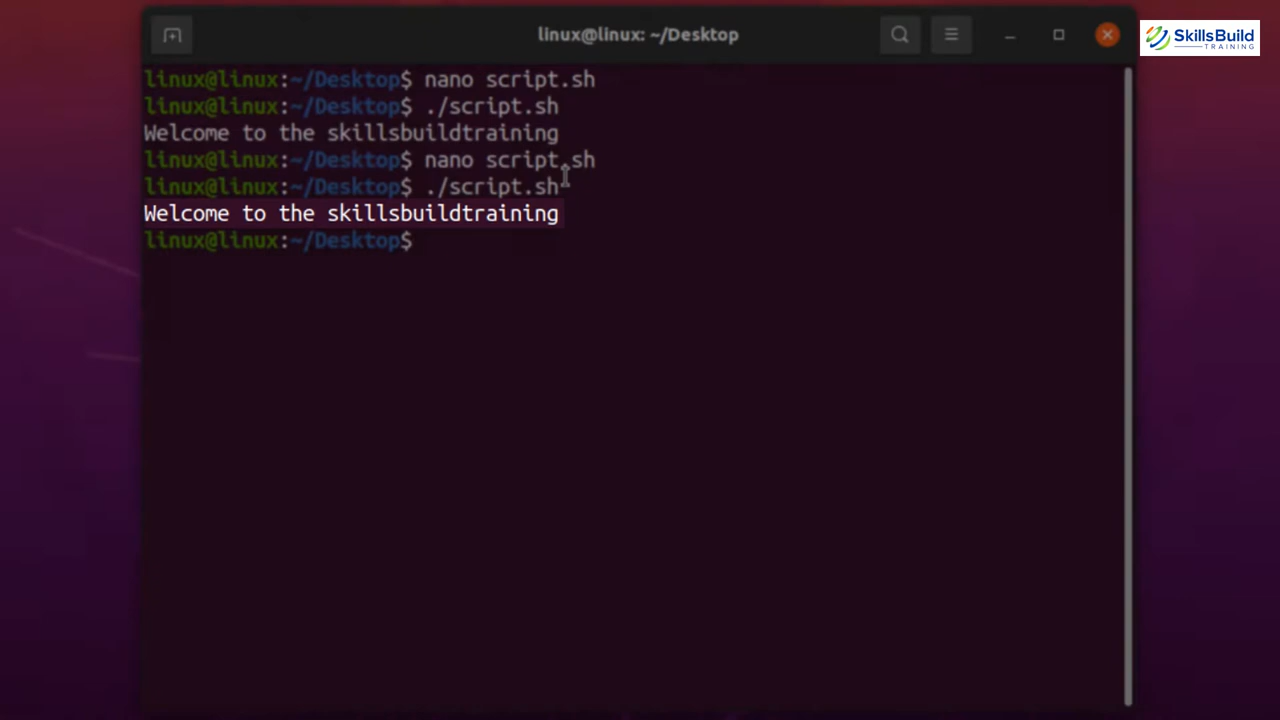 linux@linux: ~/Desktop
SkillsBuild
TRAINING
linux@linux:~/Desktop$ nano script.sh
linux@linux:~/Desktop$ ./script.sh
Welcome to the skillsbuildtraining
linux@linux:~/Desktop$ nano script.sh
linux@linux:~/Desktop$ ./script.sh
Welcome to the skillsbuildtraining
linux@linux:~/Desktop$